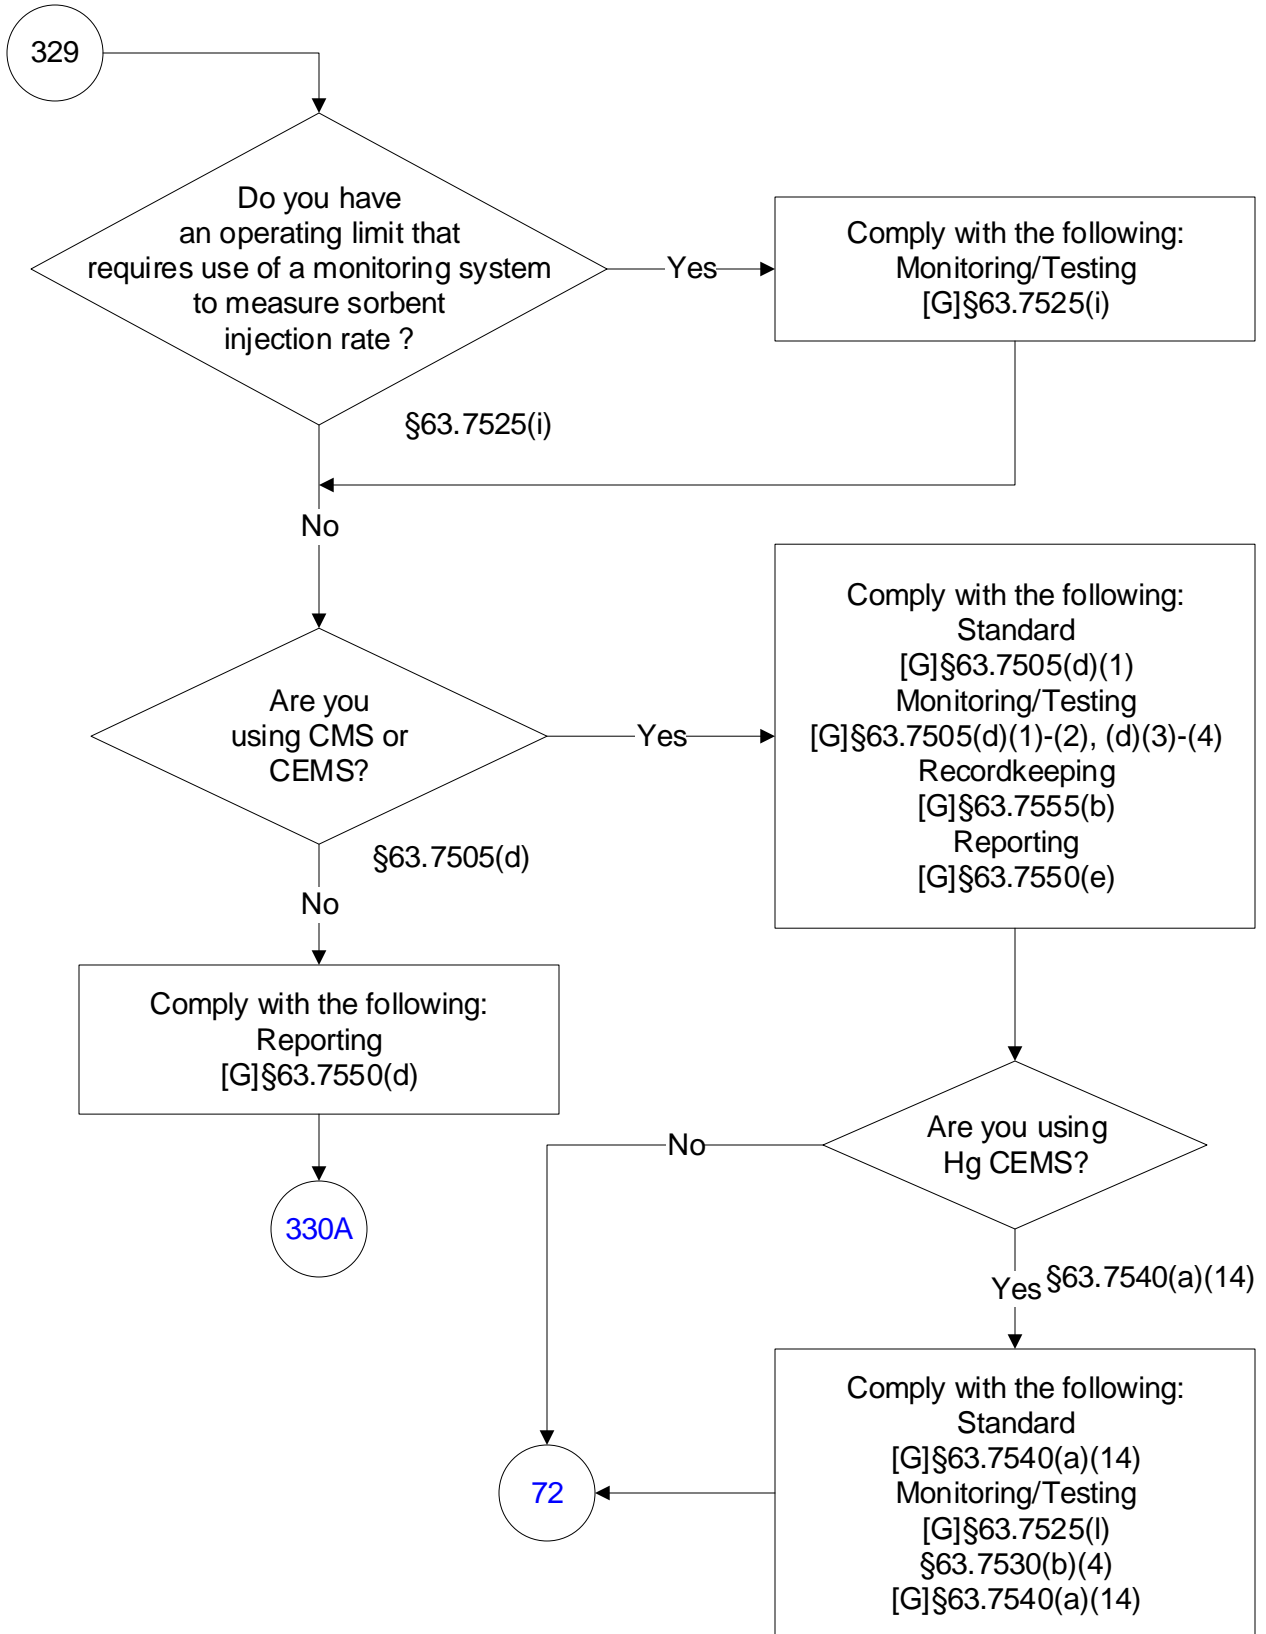 329
Do you have
an operating limit that
requires use of a monitoring system
to measure sorbent
injection rate ?
Yes
Comply with the following:
Monitoring/Testing
[G]§63.7525(i)
§63.7525(i)
No
Are you
using CMS or
CEMS?
Yes
Comply with the following:
Standard
[G]§63.7505(d)(1)
Monitoring/Testing
[G]§63.7505(d)(1)-(2), (d)(3)-(4)
Recordkeeping
[G]§63.7555(b)
Reporting
[G]§63.7550(e)
§63.7505(d)
No
Comply with the following:
Reporting
[G]§63.7550(d)
330A
Are you using
Hg CEMS?
No
Yes
§63.7540(a)(14)
Comply with the following:
Standard
[G]§63.7540(a)(14)
Monitoring/Testing
[G]§63.7525(l)
§63.7530(b)(4)
[G]§63.7540(a)(14)
72